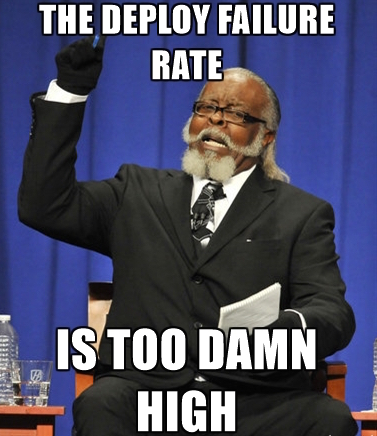 THE DEPLOY FAILURE
RATE
IS TOO DAMN
HIGH